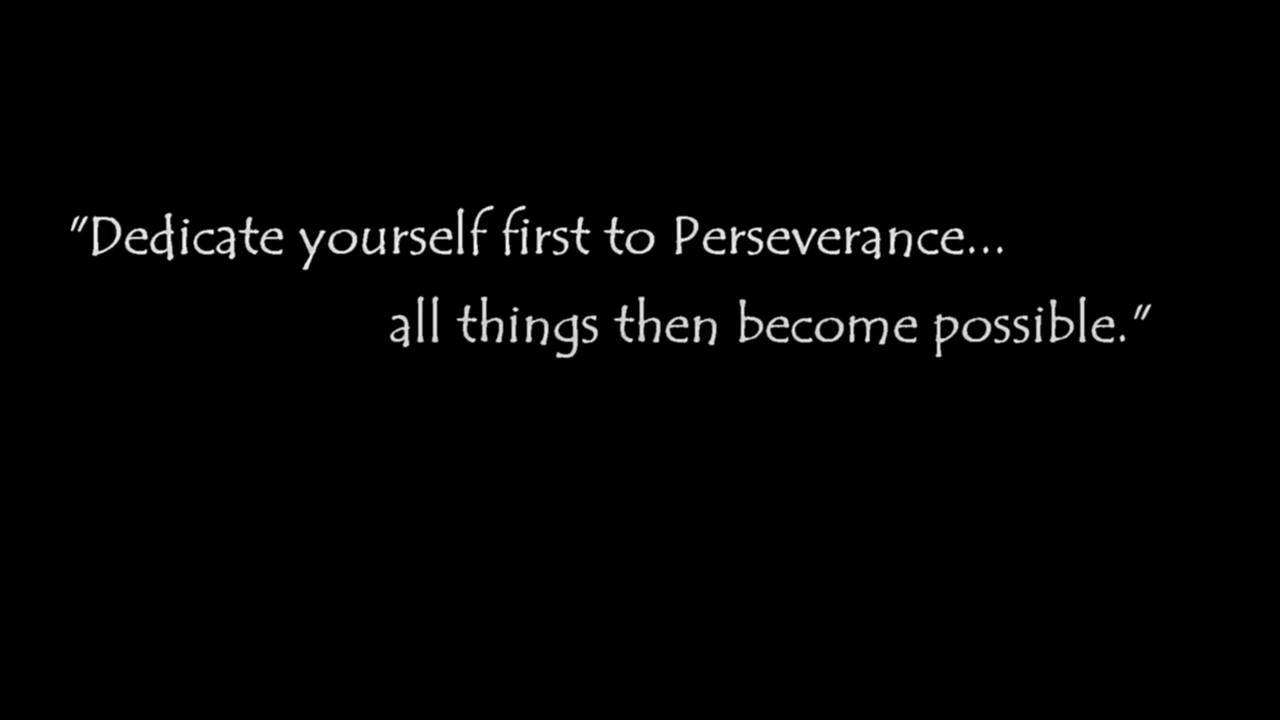 "Dedicate yourself first to Perseverance...
all things then become possible."